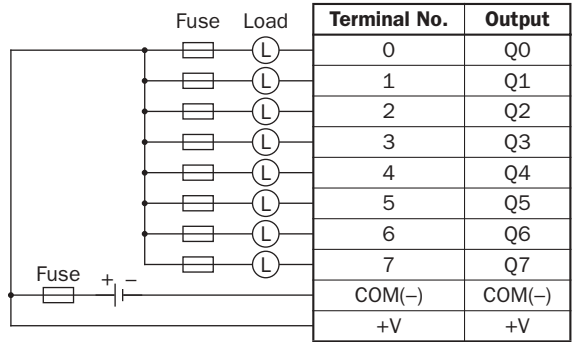 Fuse Load Terminal No. Output
L 0 Q0
L 1 Q1
L 2 Q2
L 3 Q3
L 4 Q4
L 5 Q5
L 6 Q6
L 7 Q7
Fuse + – COM(–) COM(–)
+V +V